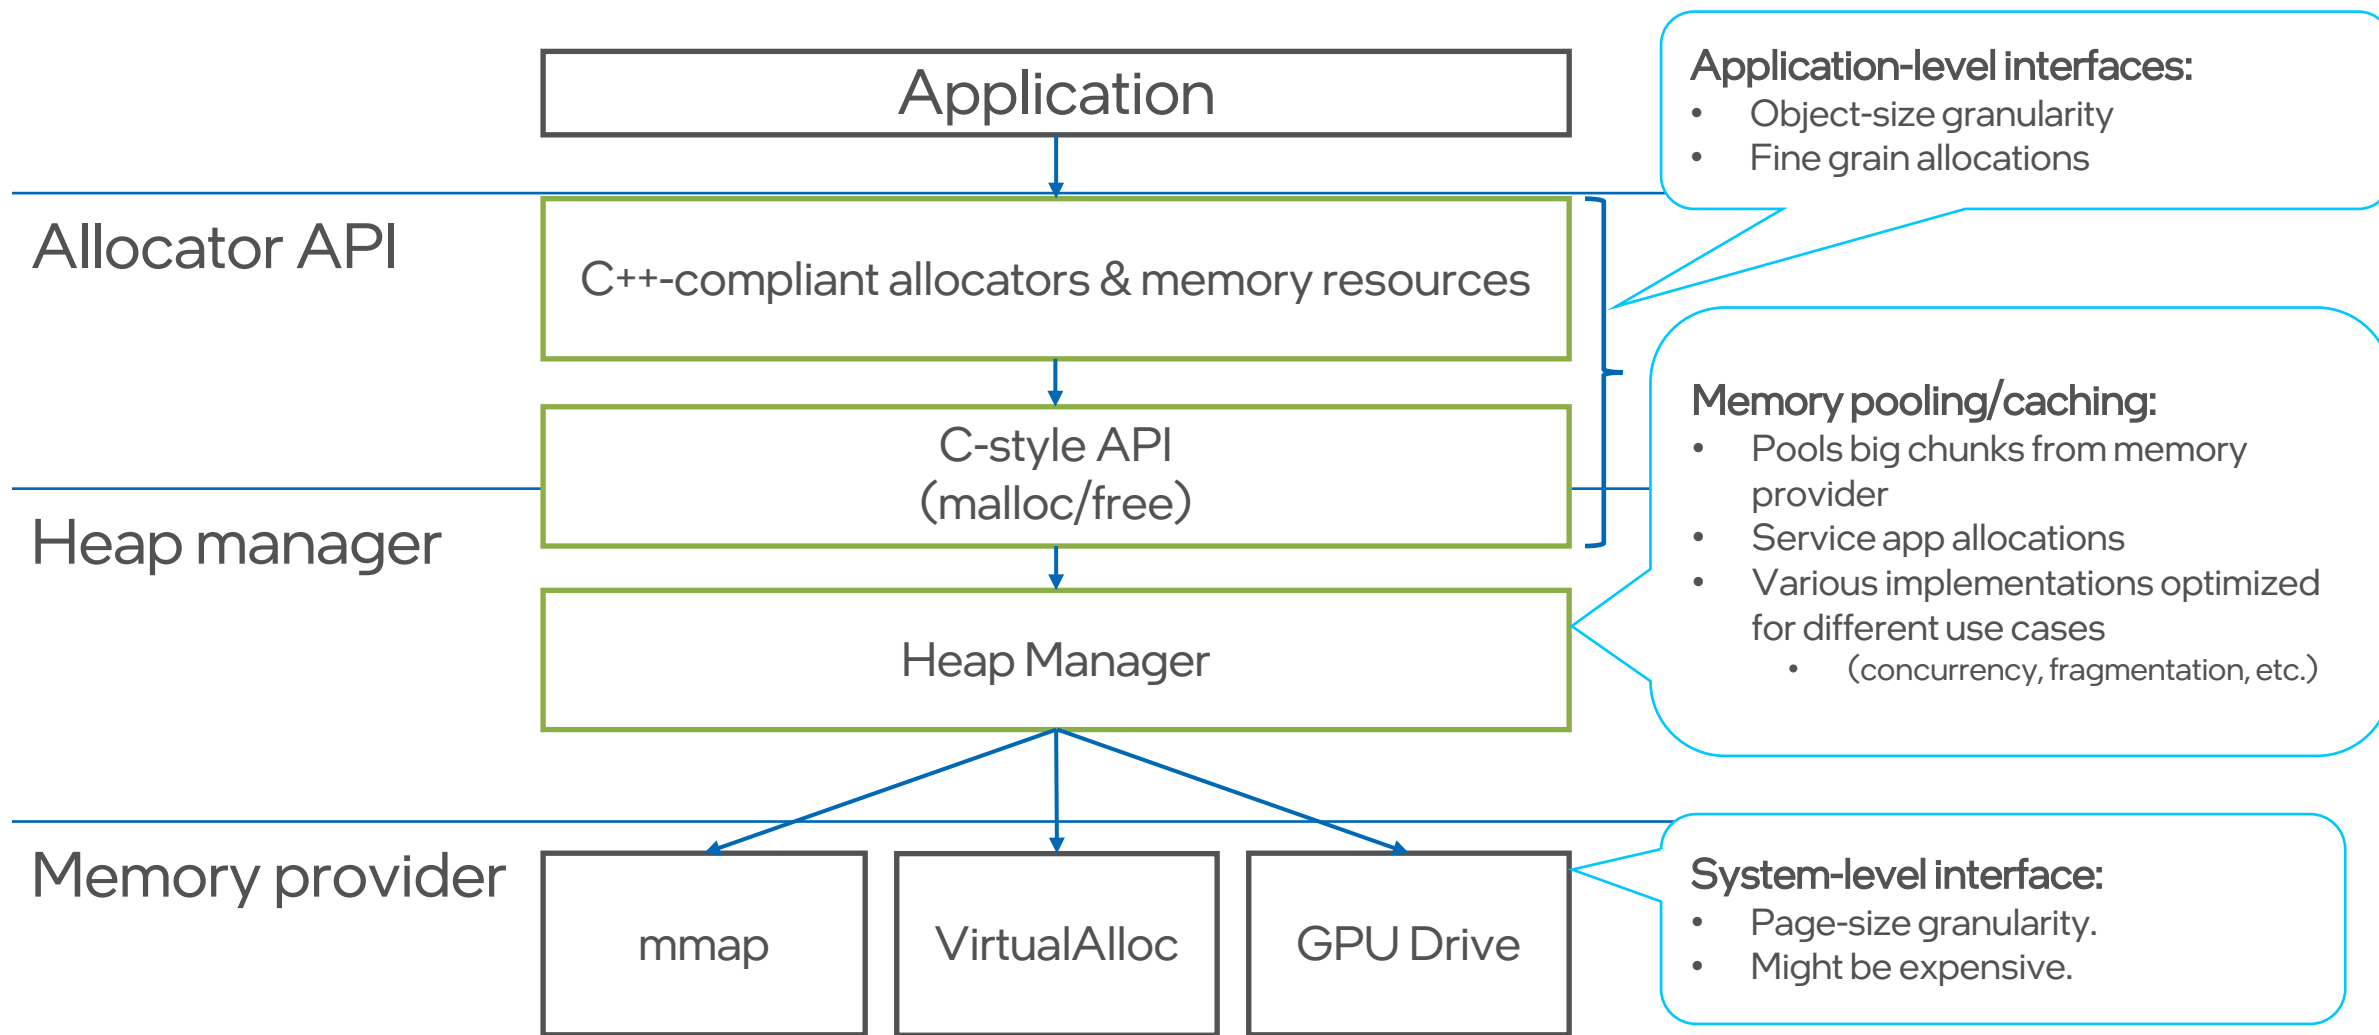 Application
Application-level interfaces:
• Object-size granularity
• Fine grain allocations
Allocator API
C++-compliant allocators & memory resources
C-style API
(malloc/free)
Memory pooling/caching:
• Pools big chunks from memory
provider
• Service app allocations
• Various implementations optimized
for different use cases
• (concurrency, fragmentation, etc.)
Heap manager
Heap Manager
Memory provider
mmap
VirtualAlloc
GPU Drive
System-level interface:
• Page-size granularity.
• Might be expensive.